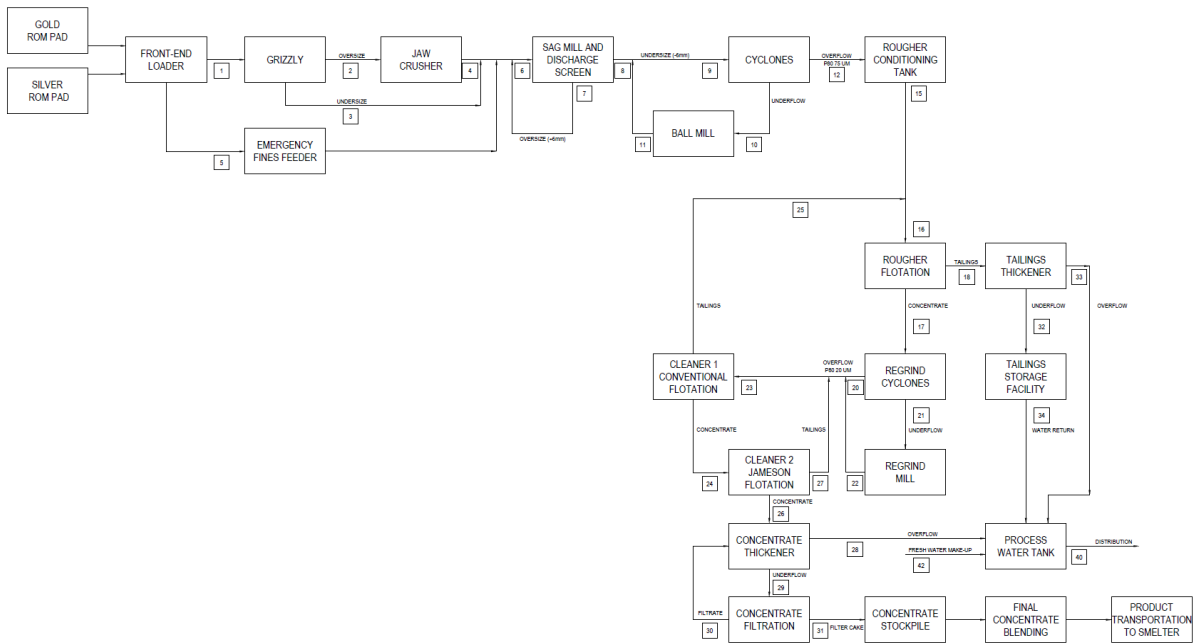 GOLD
ROM PAD
SILVER
ROM PAD
FRONT-END
LOADER
1
GRIZZLY
OVERSIZE
2
JAW
CRUSHER
4
UNDERSIZE
3
5
EMERGENCY
FINES FEEDER
6
SAG MILL AND
DISCHARGE
SCREEN
7
OVERSIZE (+6mm)
8
UNDERSIZE (-6mm)
9
CYCLONES
OVERFLOW
P80 75 UM
12
UNDERFLOW
10
BALL MILL
11
ROUGHER
CONDITIONING
TANK
15
25
16
ROUGHER
FLOTATION
TAILINGS
18
TAILINGS
THICKENER
33
OVERFLOW
CONCENTRATE
17
UNDERFLOW
32
TAILINGS
CLEANER 1
CONVENTIONAL
FLOTATION
23
OVERFLOW
P80 20 UM
20
REGRIND
CYCLONES
21
UNDERFLOW
TAILINGS
STORAGE
FACILITY
34
WATER RETURN
CONCENTRATE
24
CLEANER 2
JAMESON
FLOTATION
TAILINGS
27
22
REGRIND
MILL
CONCENTRATE
26
CONCENTRATE
THICKENER
OVERFLOW
28
FRESH WATER MAKE-UP
42
PROCESS
WATER TANK
DISTRIBUTION
40
UNDERFLOW
29
FILTRATE
30
CONCENTRATE
FILTRATION
31
FILTER CAKE
CONCENTRATE
STOCKPILE
FINAL
CONCENTRATE
BLENDING
PRODUCT
TRANSPORTATION
TO SMELTER